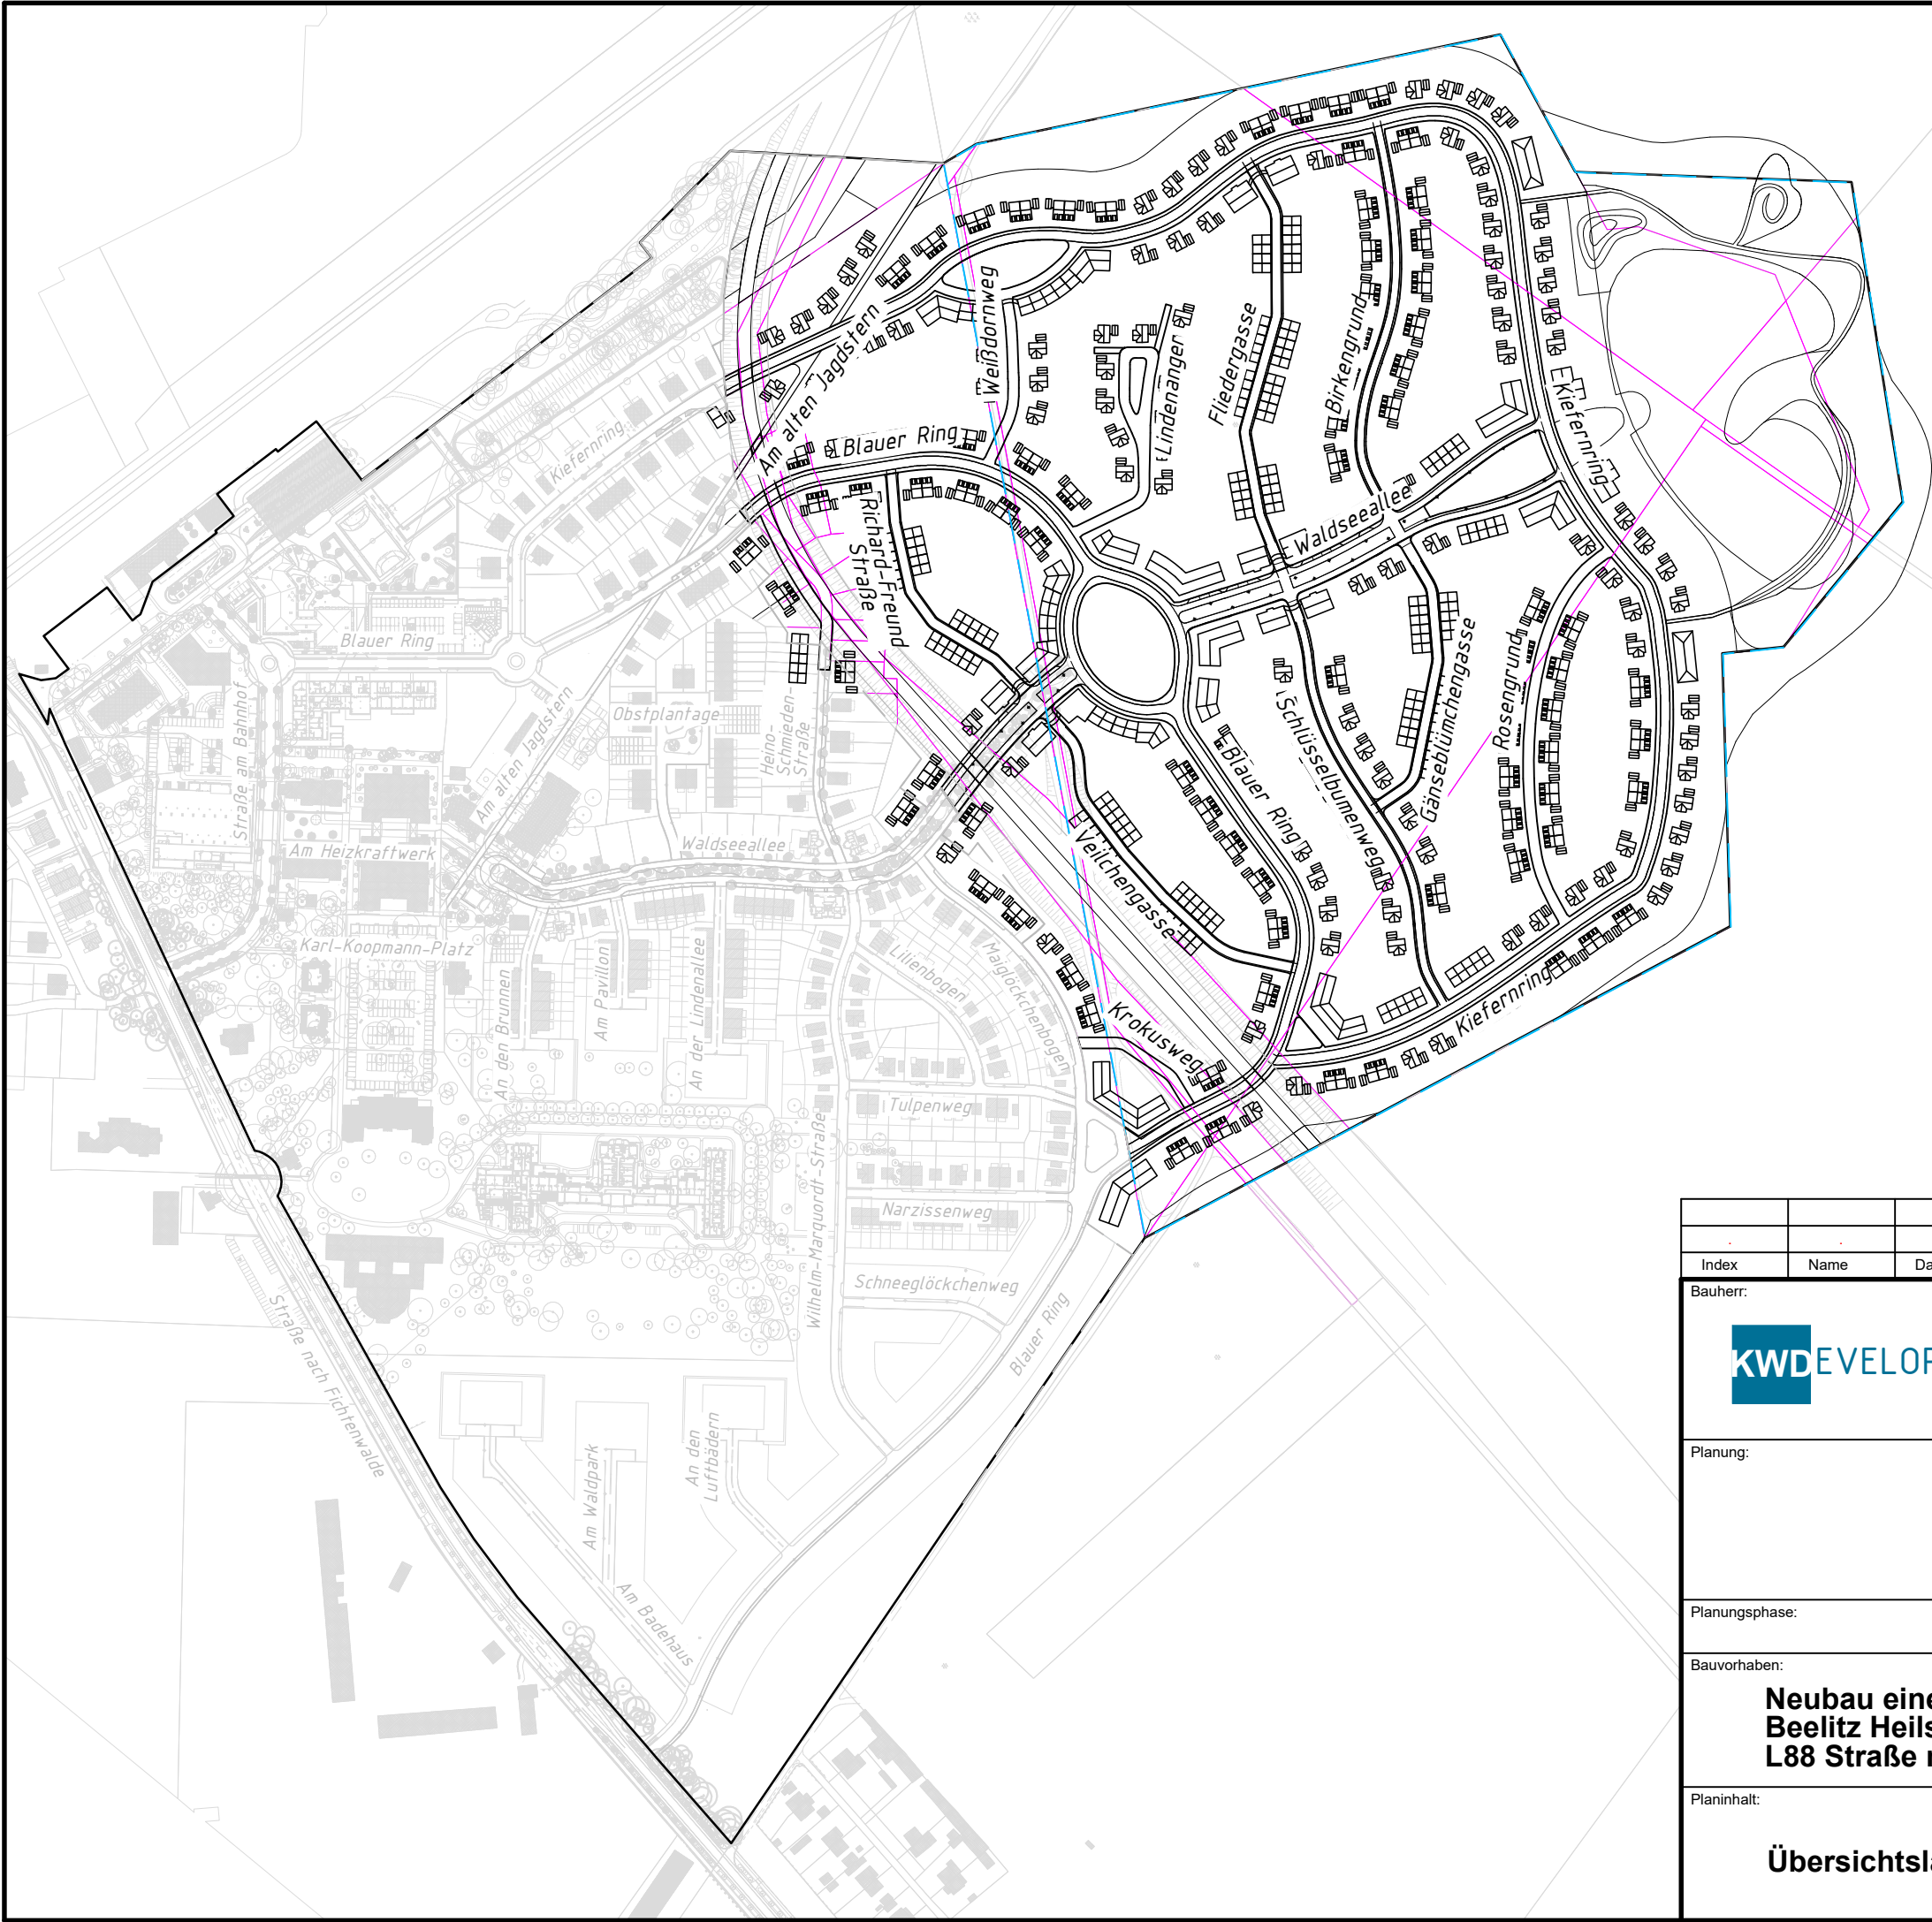 Weißdornweg
Am alten Jagdstern
Blauer Ring
Lindenanger
Fliedergasse
Birkengrund
Kiefernring
Kiefernring
Waldseeallee
Richard-Freund
Straße
Blauer Ring
Straße am Bahnhof
Am alten Jagdstern
Obstplantage
Heino-
Schmieden-
Straße
Schlüsselbumenweg
Gänseblümchengasse
Rosengrund
Blauer Ring
Am Heizkraftwerk
Waldseeallee
Veilchengasse
Karl-Koopmann-Platz
An den Brunnen
Am Pavillon
An der Lindenallee
Lilienbogen
Maiglöckchenbogen
Krokusweg
Kiefernring
Tulpenweg
Wilhelm-Marquordt-Straße
Narzissenweg
Schneeglöckchenweg
Blauer Ring
Straße nach Fichtenwalde
Am Waldpark
An den
Luftbädern
Am Badehaus
Index Name Da
Bauherr:
KWDEVELOP
Planung:
Planungsphase:
Bauvorhaben:
Neubau eine
Beelitz Heils
L88 Straße n
Planinhalt:
Übersichtsla